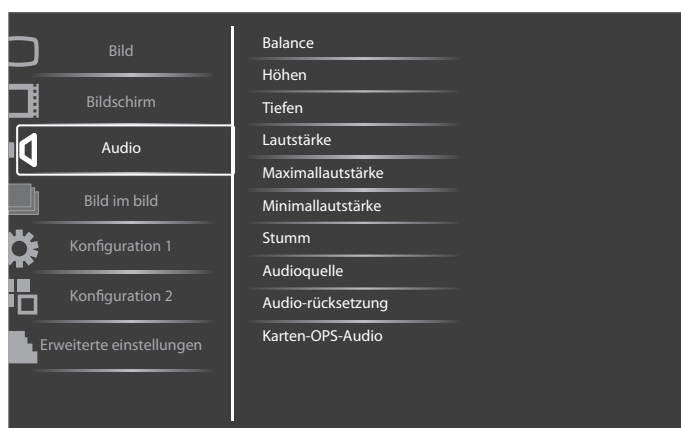 Bild
Bildschirm
Audio
Bild im bild
Konfiguration 1
Konfiguration 2
Erweiterte einstellungen
Balance
Höhen
Tiefen
Lautstärke
Maximallautstärke
Minimallautstärke
Stumm
Audioquelle
Audio-rücksetzung
Karten-OPS-Audio